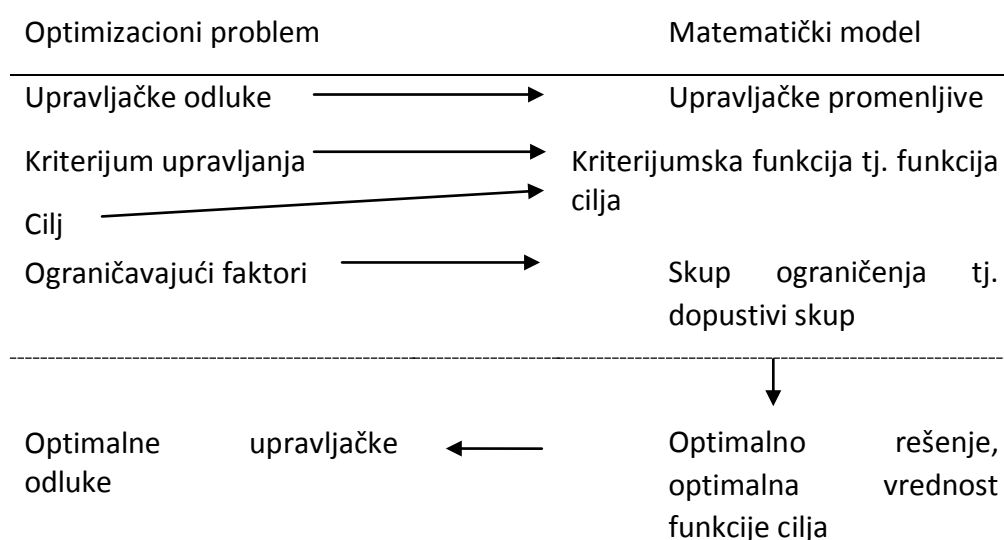 Optimizacioni problem
Matematički model
Upravljačke odluke
Upravljačke promenljive
Kriterijum upravljanja
Kriterijumska funkcija tj. funkcija
cilja
Cilj
Ograničavajući faktori
Skup ograničenja tj.
dopustivi skup
Optimalne upravljačke
odluke
Optimalno rešenje,
optimalna vrednost
funkcije cilja